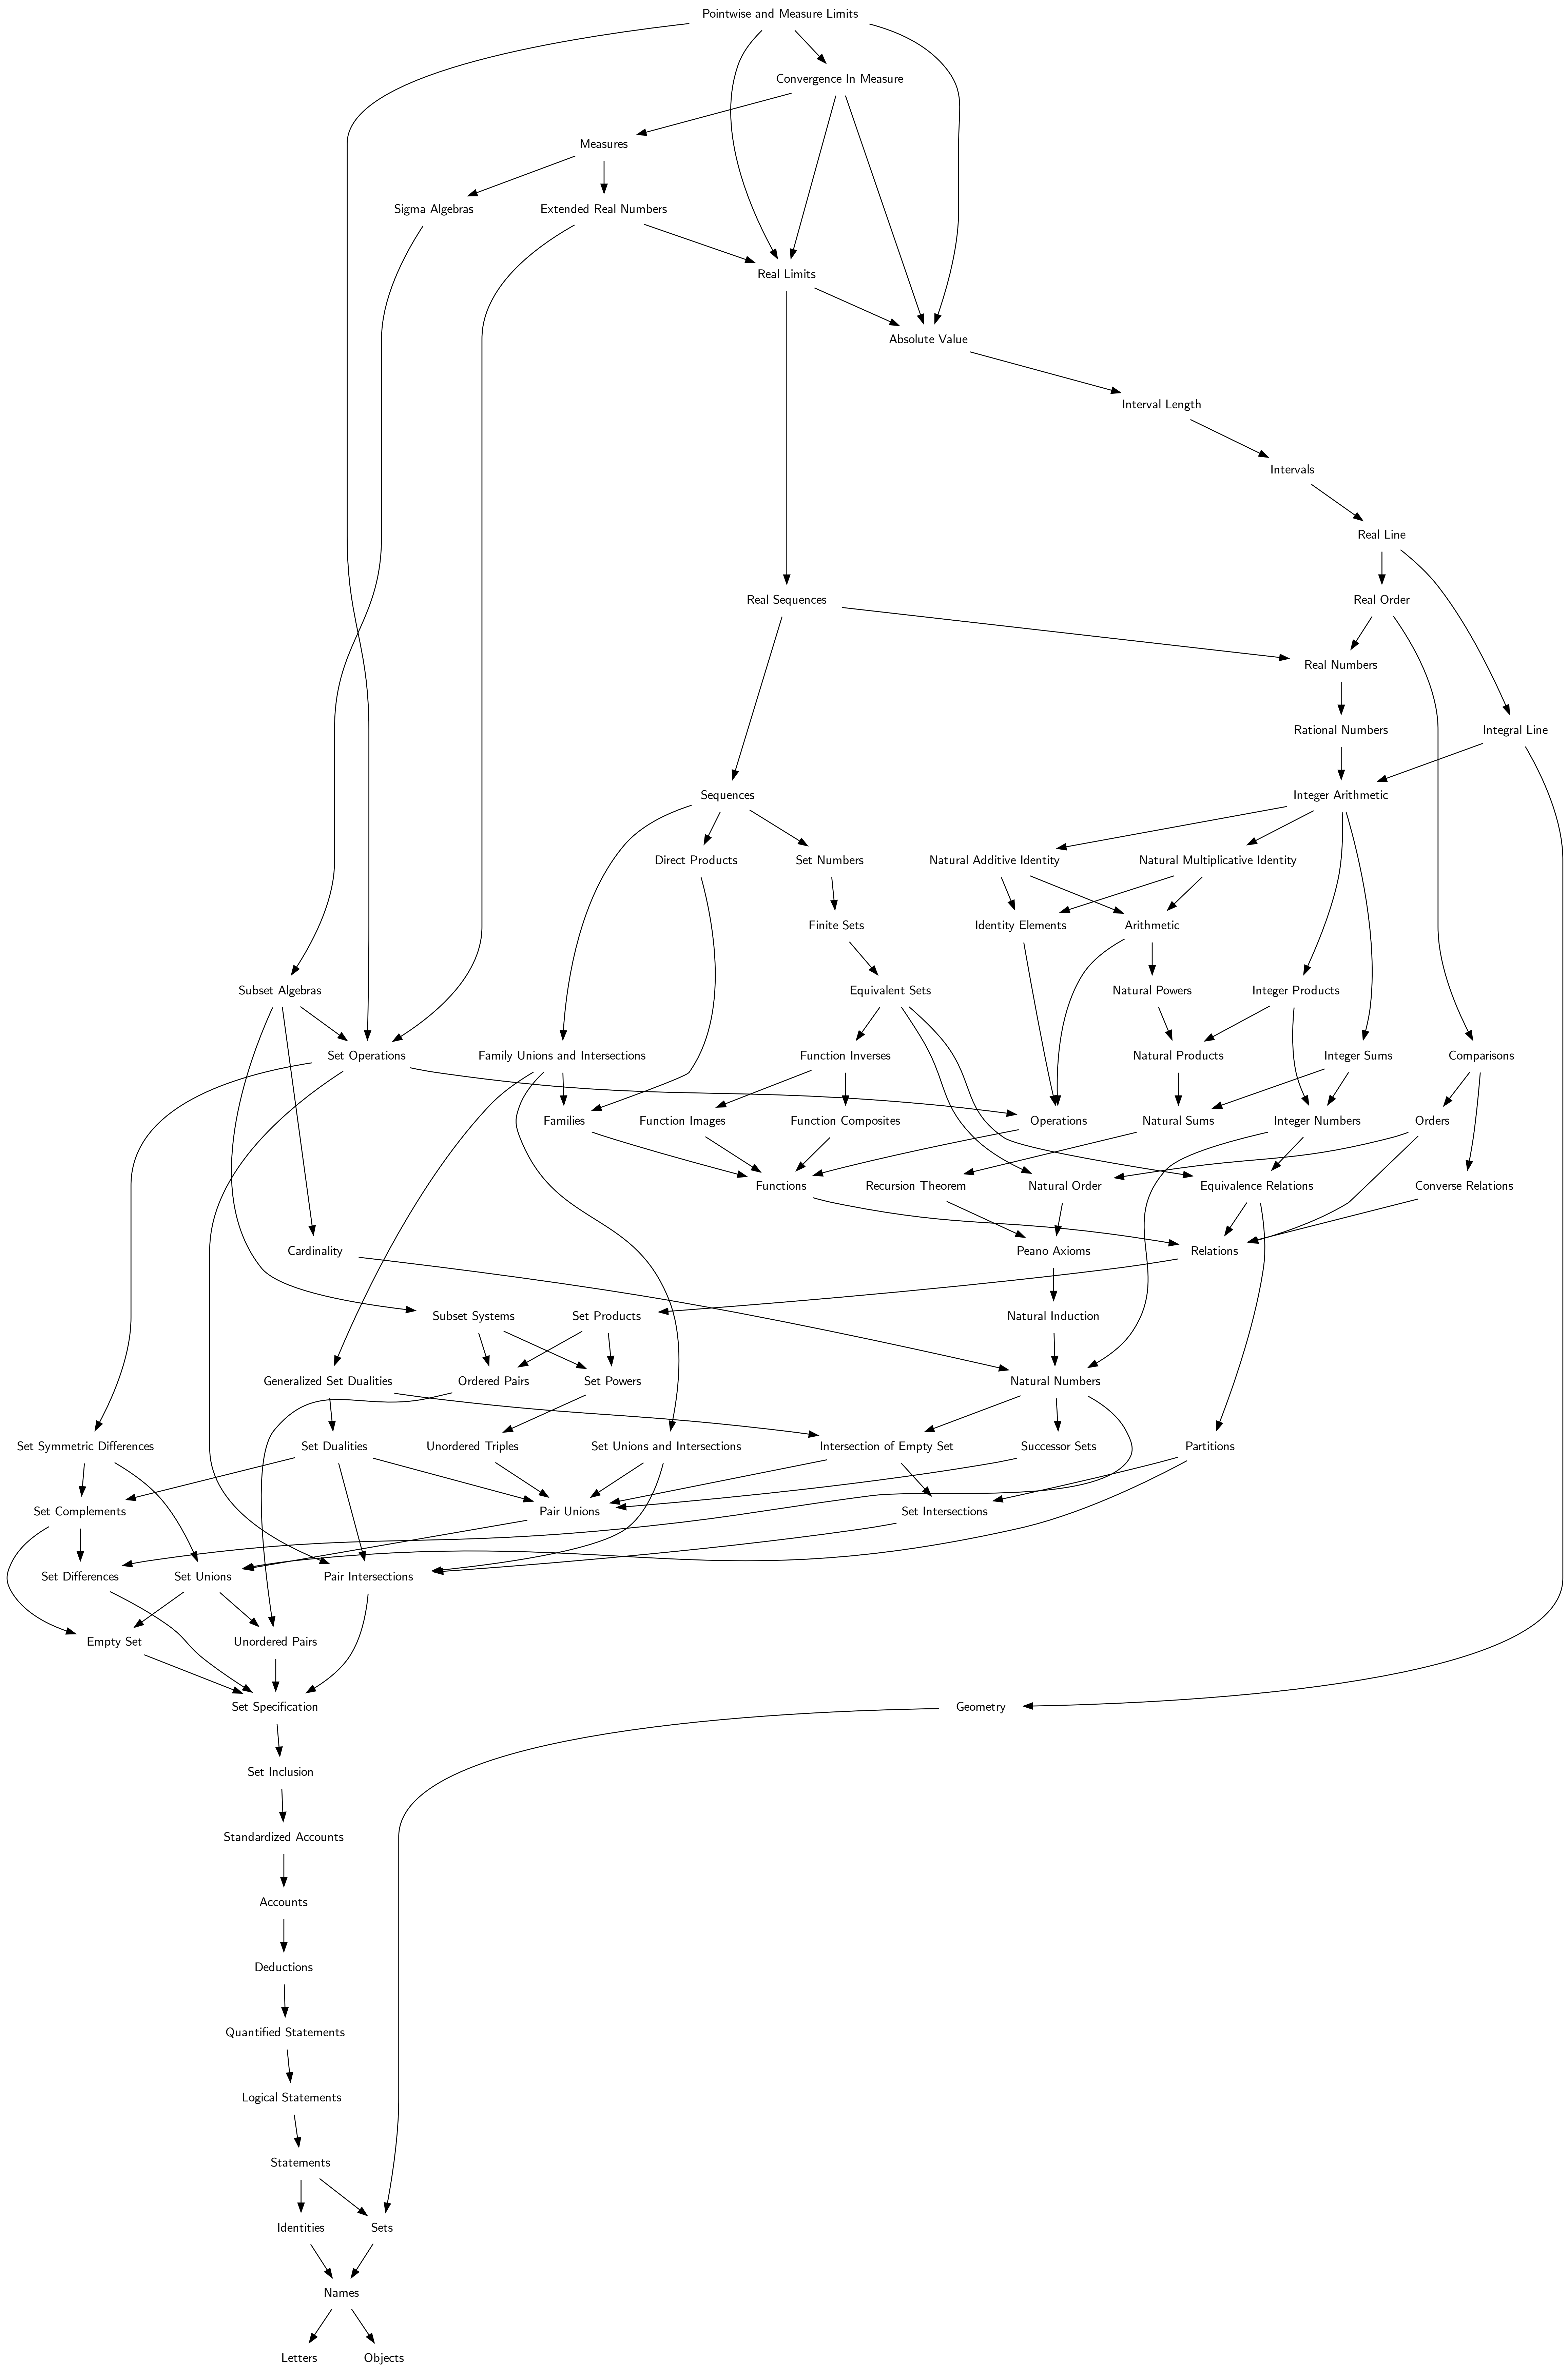 Pointwise and Measure Limits
Convergence In Measure
Measures
Sigma Algebras
Extended Real Numbers
Real Limits
Absolute Value
Interval Length
Intervals
Real Line
Real Sequences
Real Order
Real Numbers
Rational Numbers
Integral Line
Sequences
Integer Arithmetic
Direct Products
Set Numbers
Natural Additive Identity
Natural Multiplicative Identity
Finite Sets
Identity Elements
Arithmetic
Subset Algebras
Equivalent Sets
Natural Powers
Integer Products
Set Operations
Family Unions and Intersections
Function Inverses
Natural Products
Integer Sums
Comparisons
Families
Function Images
Function Composites
Operations
Natural Sums
Integer Numbers
Orders
Functions
Recursion Theorem
Natural Order
Equivalence Relations
Converse Relations
Cardinality
Peano Axioms
Relations
Subset Systems
Set Products
Natural Induction
Generalized Set Dualities
Ordered Pairs
Set Powers
Natural Numbers
Set Symmetric Differences
Set Dualities
Unordered Triples
Set Unions and Intersections
Intersection of Empty Set
Successor Sets
Partitions
Set Complements
Pair Unions
Set Intersections
Set Differences
Set Unions
Pair Intersections
Empty Set
Unordered Pairs
Set Specification
Geometry
Set Inclusion
Standardized Accounts
Accounts
Deductions
Quantified Statements
Logical Statements
Statements
Identities
Sets
Names
Letters
Objects